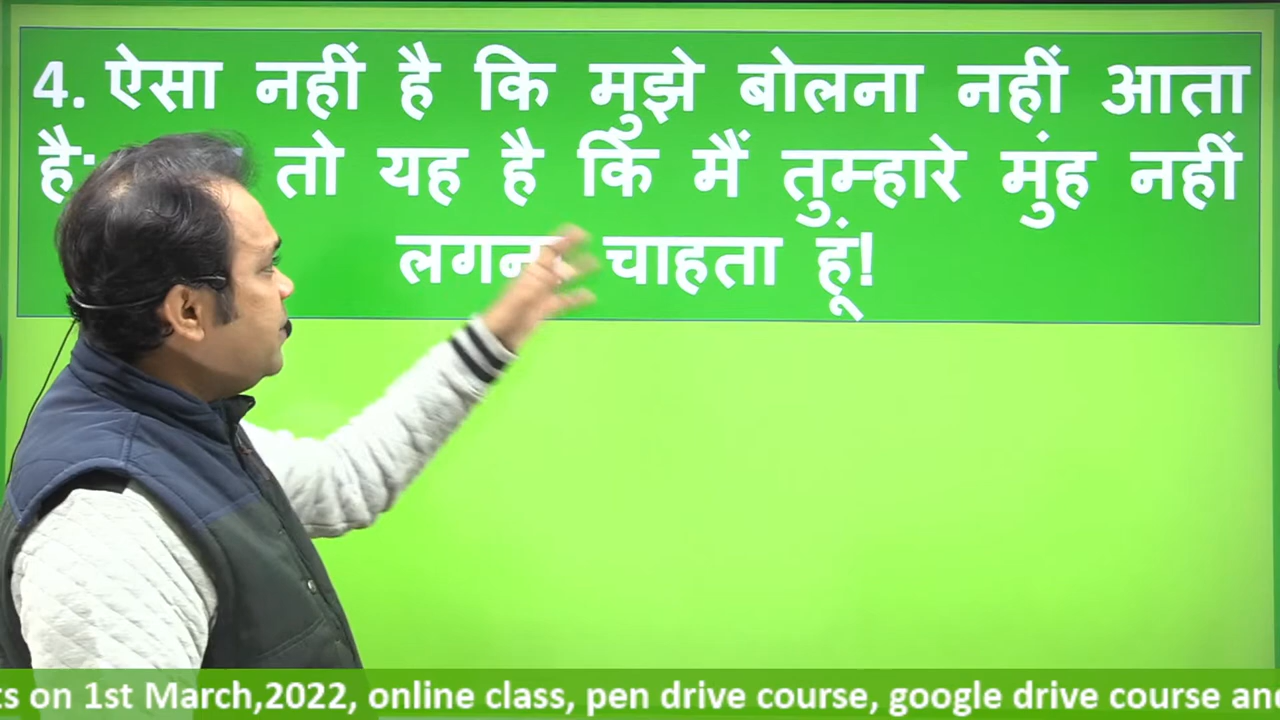 4. ऐसा नहीं है कि मुझे बोलना नहीं आता
है; तो यह है कि मैं तुम्हारे मुंह नहीं
लगना चाहता हूं!
on 1st March,2022, online class, pen drive course, google drive course